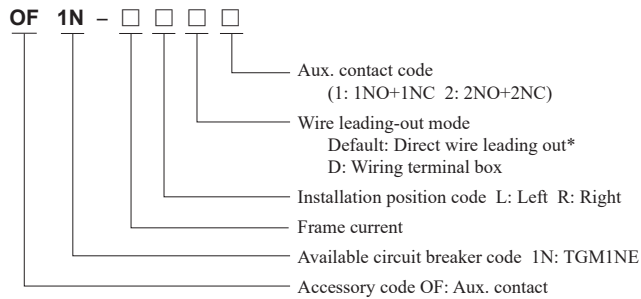 OF 1N – □ □ □ □
Aux. contact code
(1: 1NO+1NC 2: 2NO+2NC)
Wire leading-out mode
Default: Direct wire leading out*
D: Wiring terminal box
Installation position code L: Left R: Right
Frame current
Available circuit breaker code 1N: TGM1NE
Accessory code OF: Aux. contact